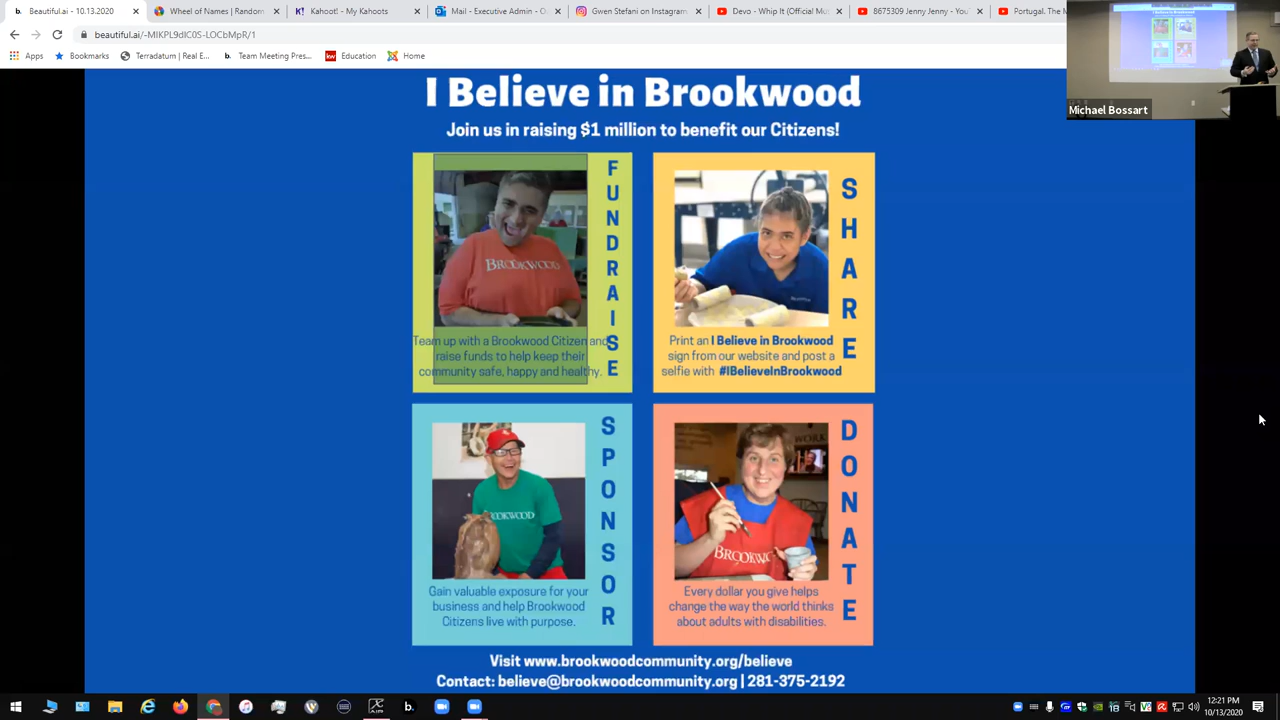 Beautiful.ai - 10.13.2020
Wheel of Names | Random
Kahoot! - My Kahoots
Mail - Executive Admin - O
Gwen Stefani on Instagram
Devo - Whip It (Official Mu
8675309 Jenny Jenny - You
Portugal. The M
beautiful.ai/
/1
Apps
Bookmarks
Terradatum | Real E...
Team Meeting Pres...
Education
Home
Michael Bossart
I Believe in Brookwood
Join us in raising $1 million to benefit our Citizens!
FUNDRAISE
BROOKWOOD
Team up with a Brookwood Citizen and
raise funds to help keep their
community safe, happy and healthy.
SHARE
Print an I Believe in Brookwood
sign from our website and post a
selfie with #IBelieveInBrookwood
SPONSOR
BROOKWOOD
Gain valuable exposure for your
business and help Brookwood
Citizens live with purpose.
DONATE
WORK
Every dollar you give helps
change the way the world thinks
about adults with disabilities.
Visit www.brookwoodcommunity.org/believe
Contact: believe@brookwoodcommunity.org | 281-375-2192
12:21 PM
10/13/2020